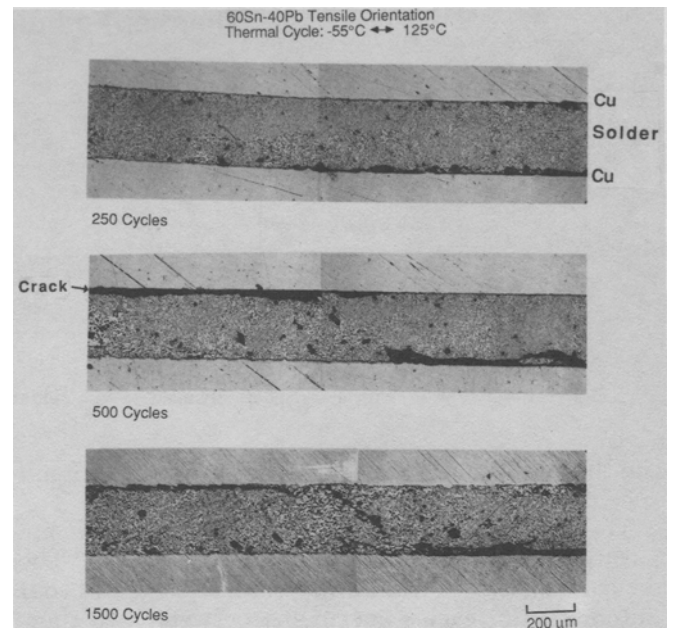 60Sn-40Pb Tensile Orientation
Thermal Cycle: -55°C ↔ 125°C
Cu
Solder
Cu
250 Cycles
Crack
500 Cycles
1500 Cycles
200 µm